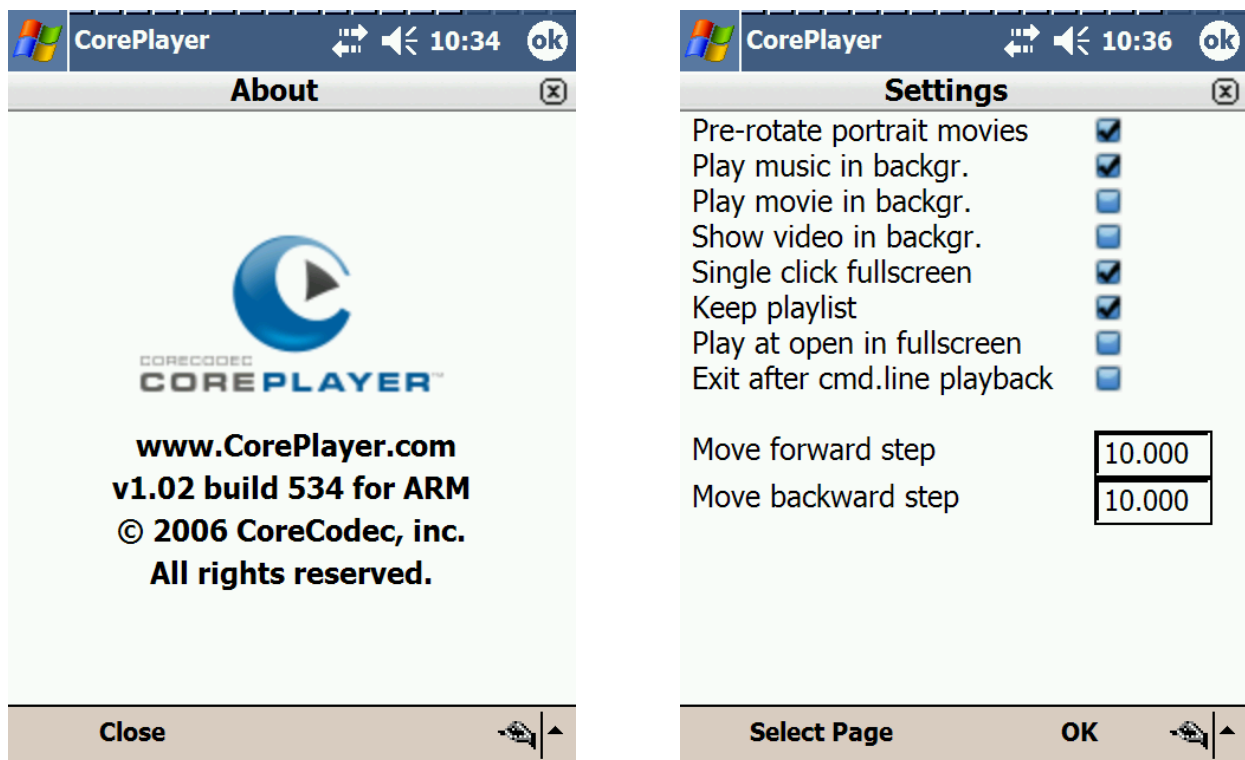 CorePlayer 10:34 ok
About
CORECODEC
COREPLAYER™
www.CorePlayer.com
v1.02 build 534 for ARM
© 2006 CoreCodec, inc.
All rights reserved.
Close
CorePlayer 10:36 ok
Settings
Pre-rotate portrait movies
Play music in backgr.
Play movie in backgr.
Show video in backgr.
Single click fullscreen
Keep playlist
Play at open in fullscreen
Exit after cmd.line playback
Move forward step 10.000
Move backward step 10.000
Select Page OK